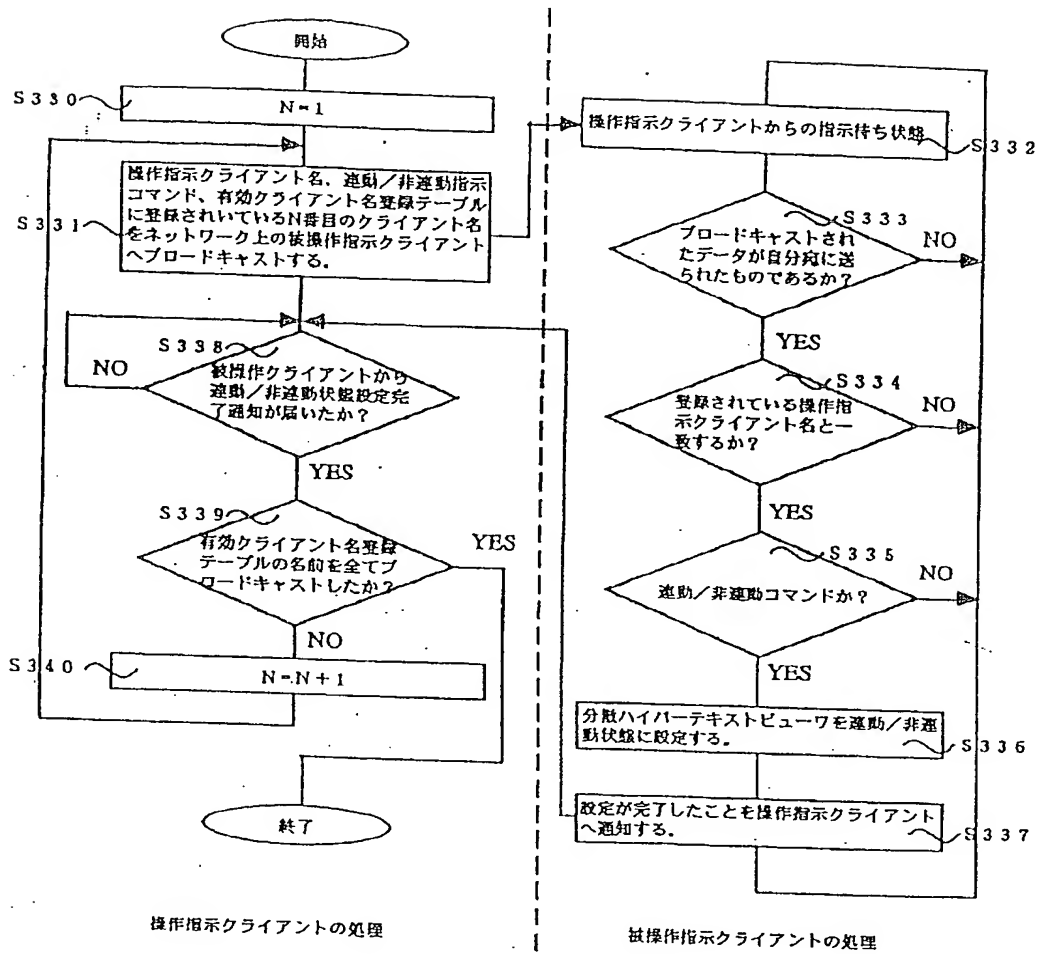 開始
S330
N=1
S331
操作指示クライアント名、連動／非連動指示
コマンド、有効クライアント名登録テーブル
に登録されいているN番目のクライアント名
をネットワーク上の被操作指示クライアント
へブロードキャストする。
S338
NO
被操作クライアントから
連動／非連動状態設定完
了通知が届いたか？
YES
S339
有効クライアント名登録
テーブルの名前を全てブ
ロードキャストしたか？
YES
NO
S340
N=N+1
終了
操作指示クライアントの処理
操作指示クライアントからの指示待ち状態
S332
S333
ブロードキャストされ
たデータが自分宛に送
られたものであるか？
NO
YES
S334
登録されている操作指
示クライアント名と一
致するか？
NO
YES
S335
連動／非連動コマンドか？
NO
YES
分散ハイパーテキストビューワを連動／非連
動状態に設定する。
S336
設定が完了したことを操作指示クライアント
へ通知する。
S337
被操作指示クライアントの処理